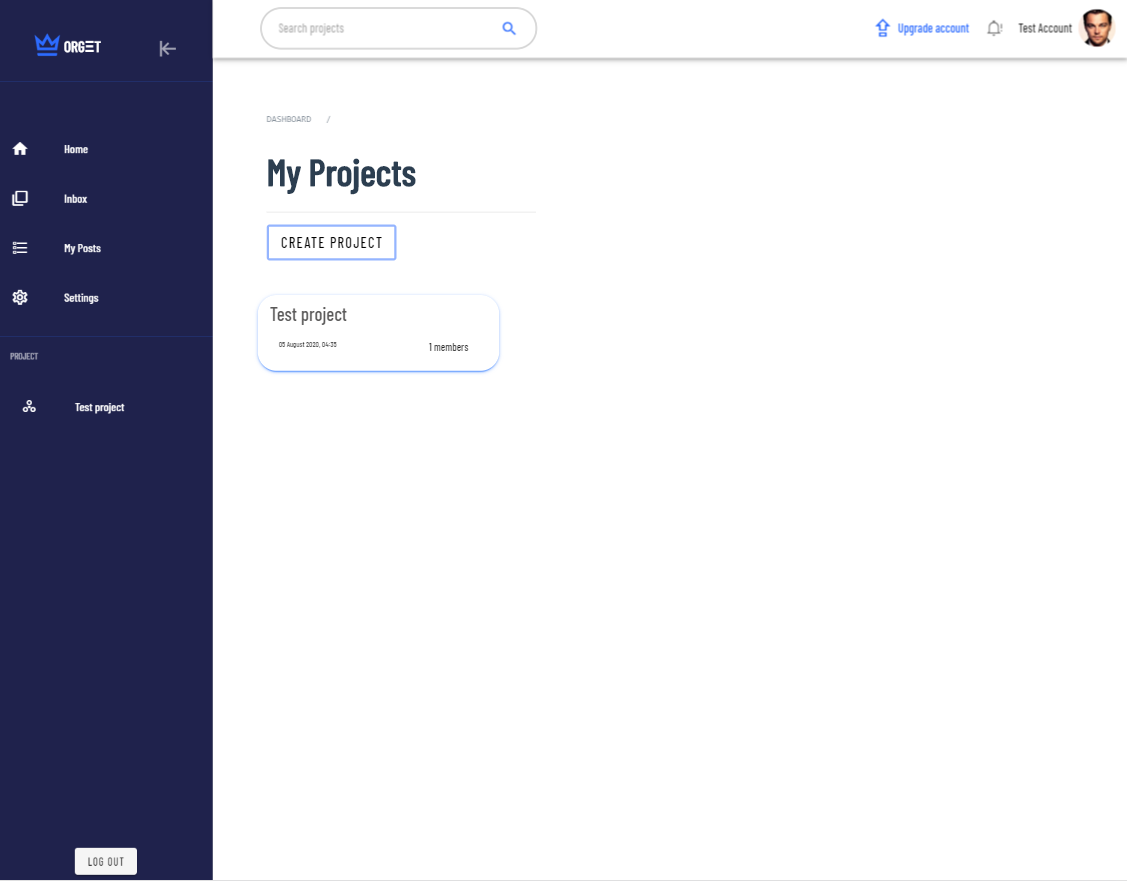 ORGET
Search projects
Upgrade account
Test Account
Home
Inbox
My Posts
Settings
PROJECT
Test project
LOG OUT
DASHBOARD /
My Projects
CREATE PROJECT
Test project
05 August 2020, 04:35
1 members